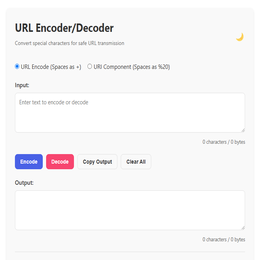 URL Encoder/Decoder
Convert special characters for safe URL transmission
URL Encode (Spaces as +) URI Component (Spaces as %20)
Input:
Enter text to encode or decode
0 characters / 0 bytes
Encode Decode Copy Output Clear All
Output:
0 characters / 0 bytes